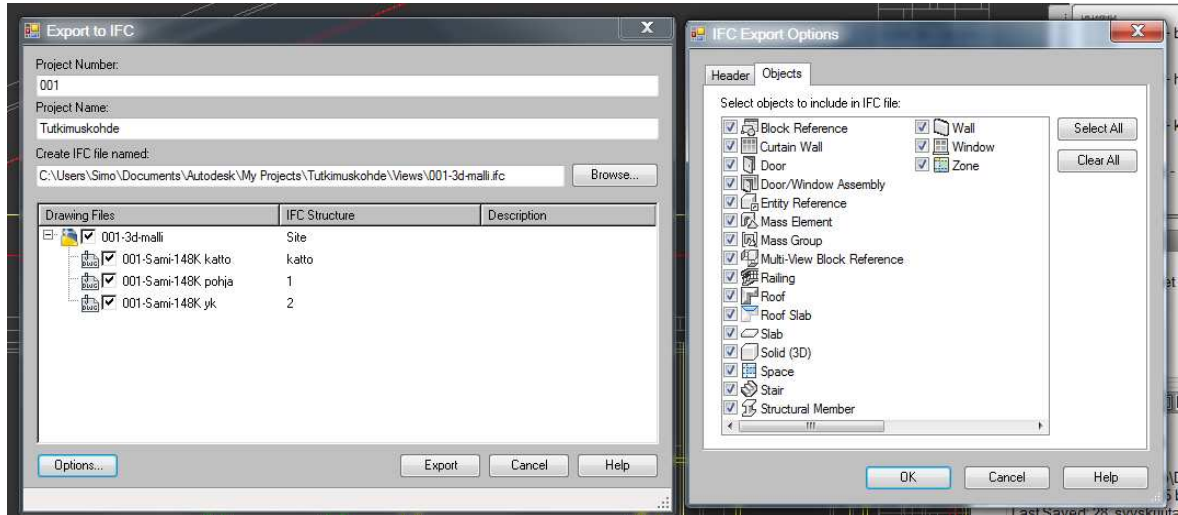 Export to IFC
X
Project Number:
001
Project Name:
Tutkimuskohde
Create IFC file named:
C:\Users\Simo\Documents\Autodesk\My Projects\Tutkimuskohde\Views\001-3d-malli.ifc
Browse...
Drawing Files IFC Structure Description
001-3d-malli Site
001-Sami-148K katto katto
001-Sami-148K pohja 1
001-Sami-148K yk 2
Options...
Export
Cancel
Help
IFC Export Options
X
Header
Objects
Select objects to include in IFC file:
Block Reference
Curtain Wall
Door
Door/Window Assembly
Entity Reference
Mass Element
Mass Group
Multi-View Block Reference
Railing
Roof
Roof Slab
Slab
Solid (3D)
Space
Stair
Structural Member
Wall
Window
Zone
Select All
Clear All
OK
Cancel
Help
Last Saved: 28. syyskuuta